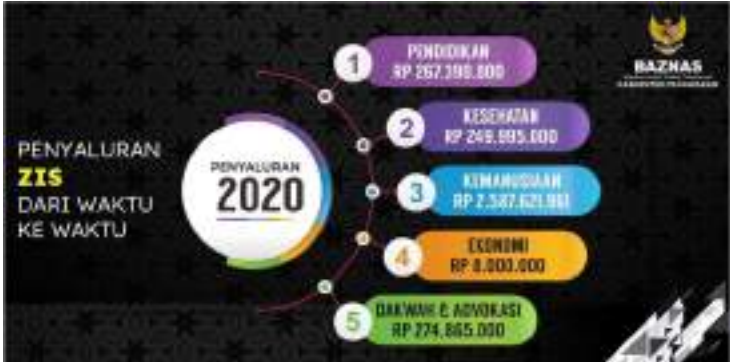 PENYALURAN
ZIS
DARI WAKTU
KE WAKTU
PENYALURAN
2020
1
PENDIDIKAN
RP 267.390.000
2
KESEHATAN
RP 249.995.000
3
KEMANUSIAAN
RP 2.587.621.961
4
EKONOMI
RP 8.000.000
5
DAKWAH & ADVOKASI
RP 274.865.000
BAZNAS